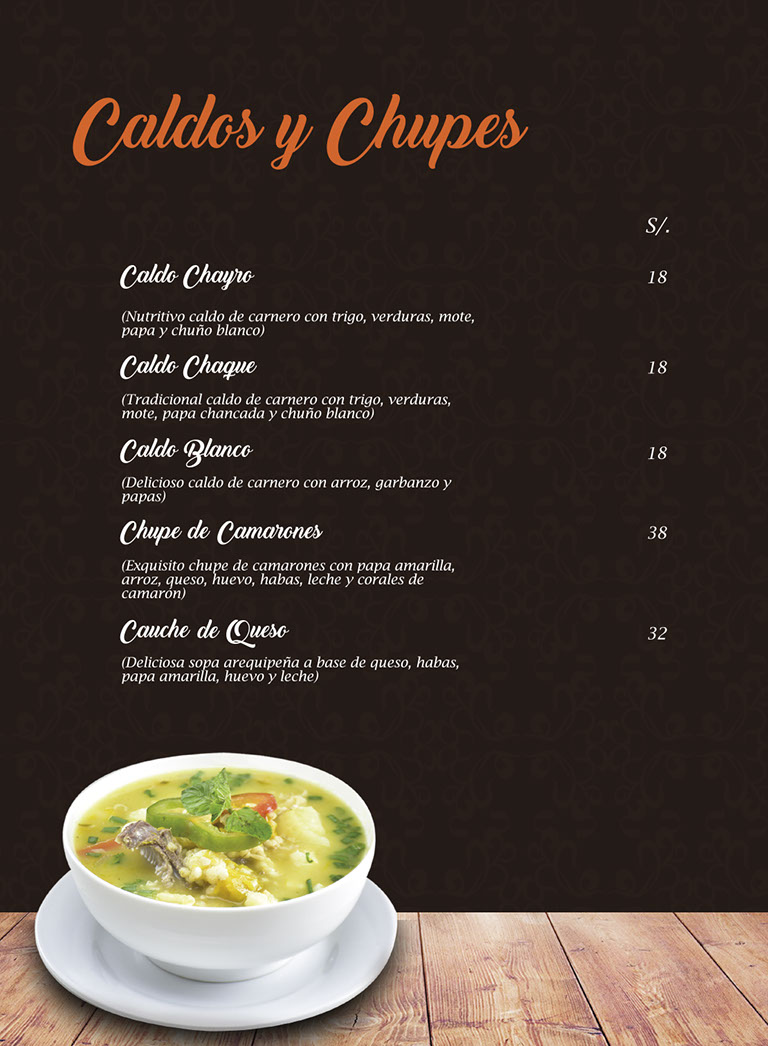 Caldos y Chupes
S/.
Caldo Chayro 18
(Nutritivo caldo de carnero con trigo, verduras, mote,
papa y chuño blanco)
Caldo Chaque 18
(Tradicional caldo de carnero con trigo, verduras,
mote, papa chancada y chuño blanco)
Caldo Blanco 18
(Delicioso caldo de carnero con arroz, garbanzo y
papas)
Chupe de Camarones 38
(Exquisito chupe de camarones con papa amarilla,
arroz, queso, huevo, habas, leche y corales de
camarón)
Cauche de Queso 32
(Deliciosa sopa arequipeña a base de queso, habas,
papa amarilla, huevo y leche)